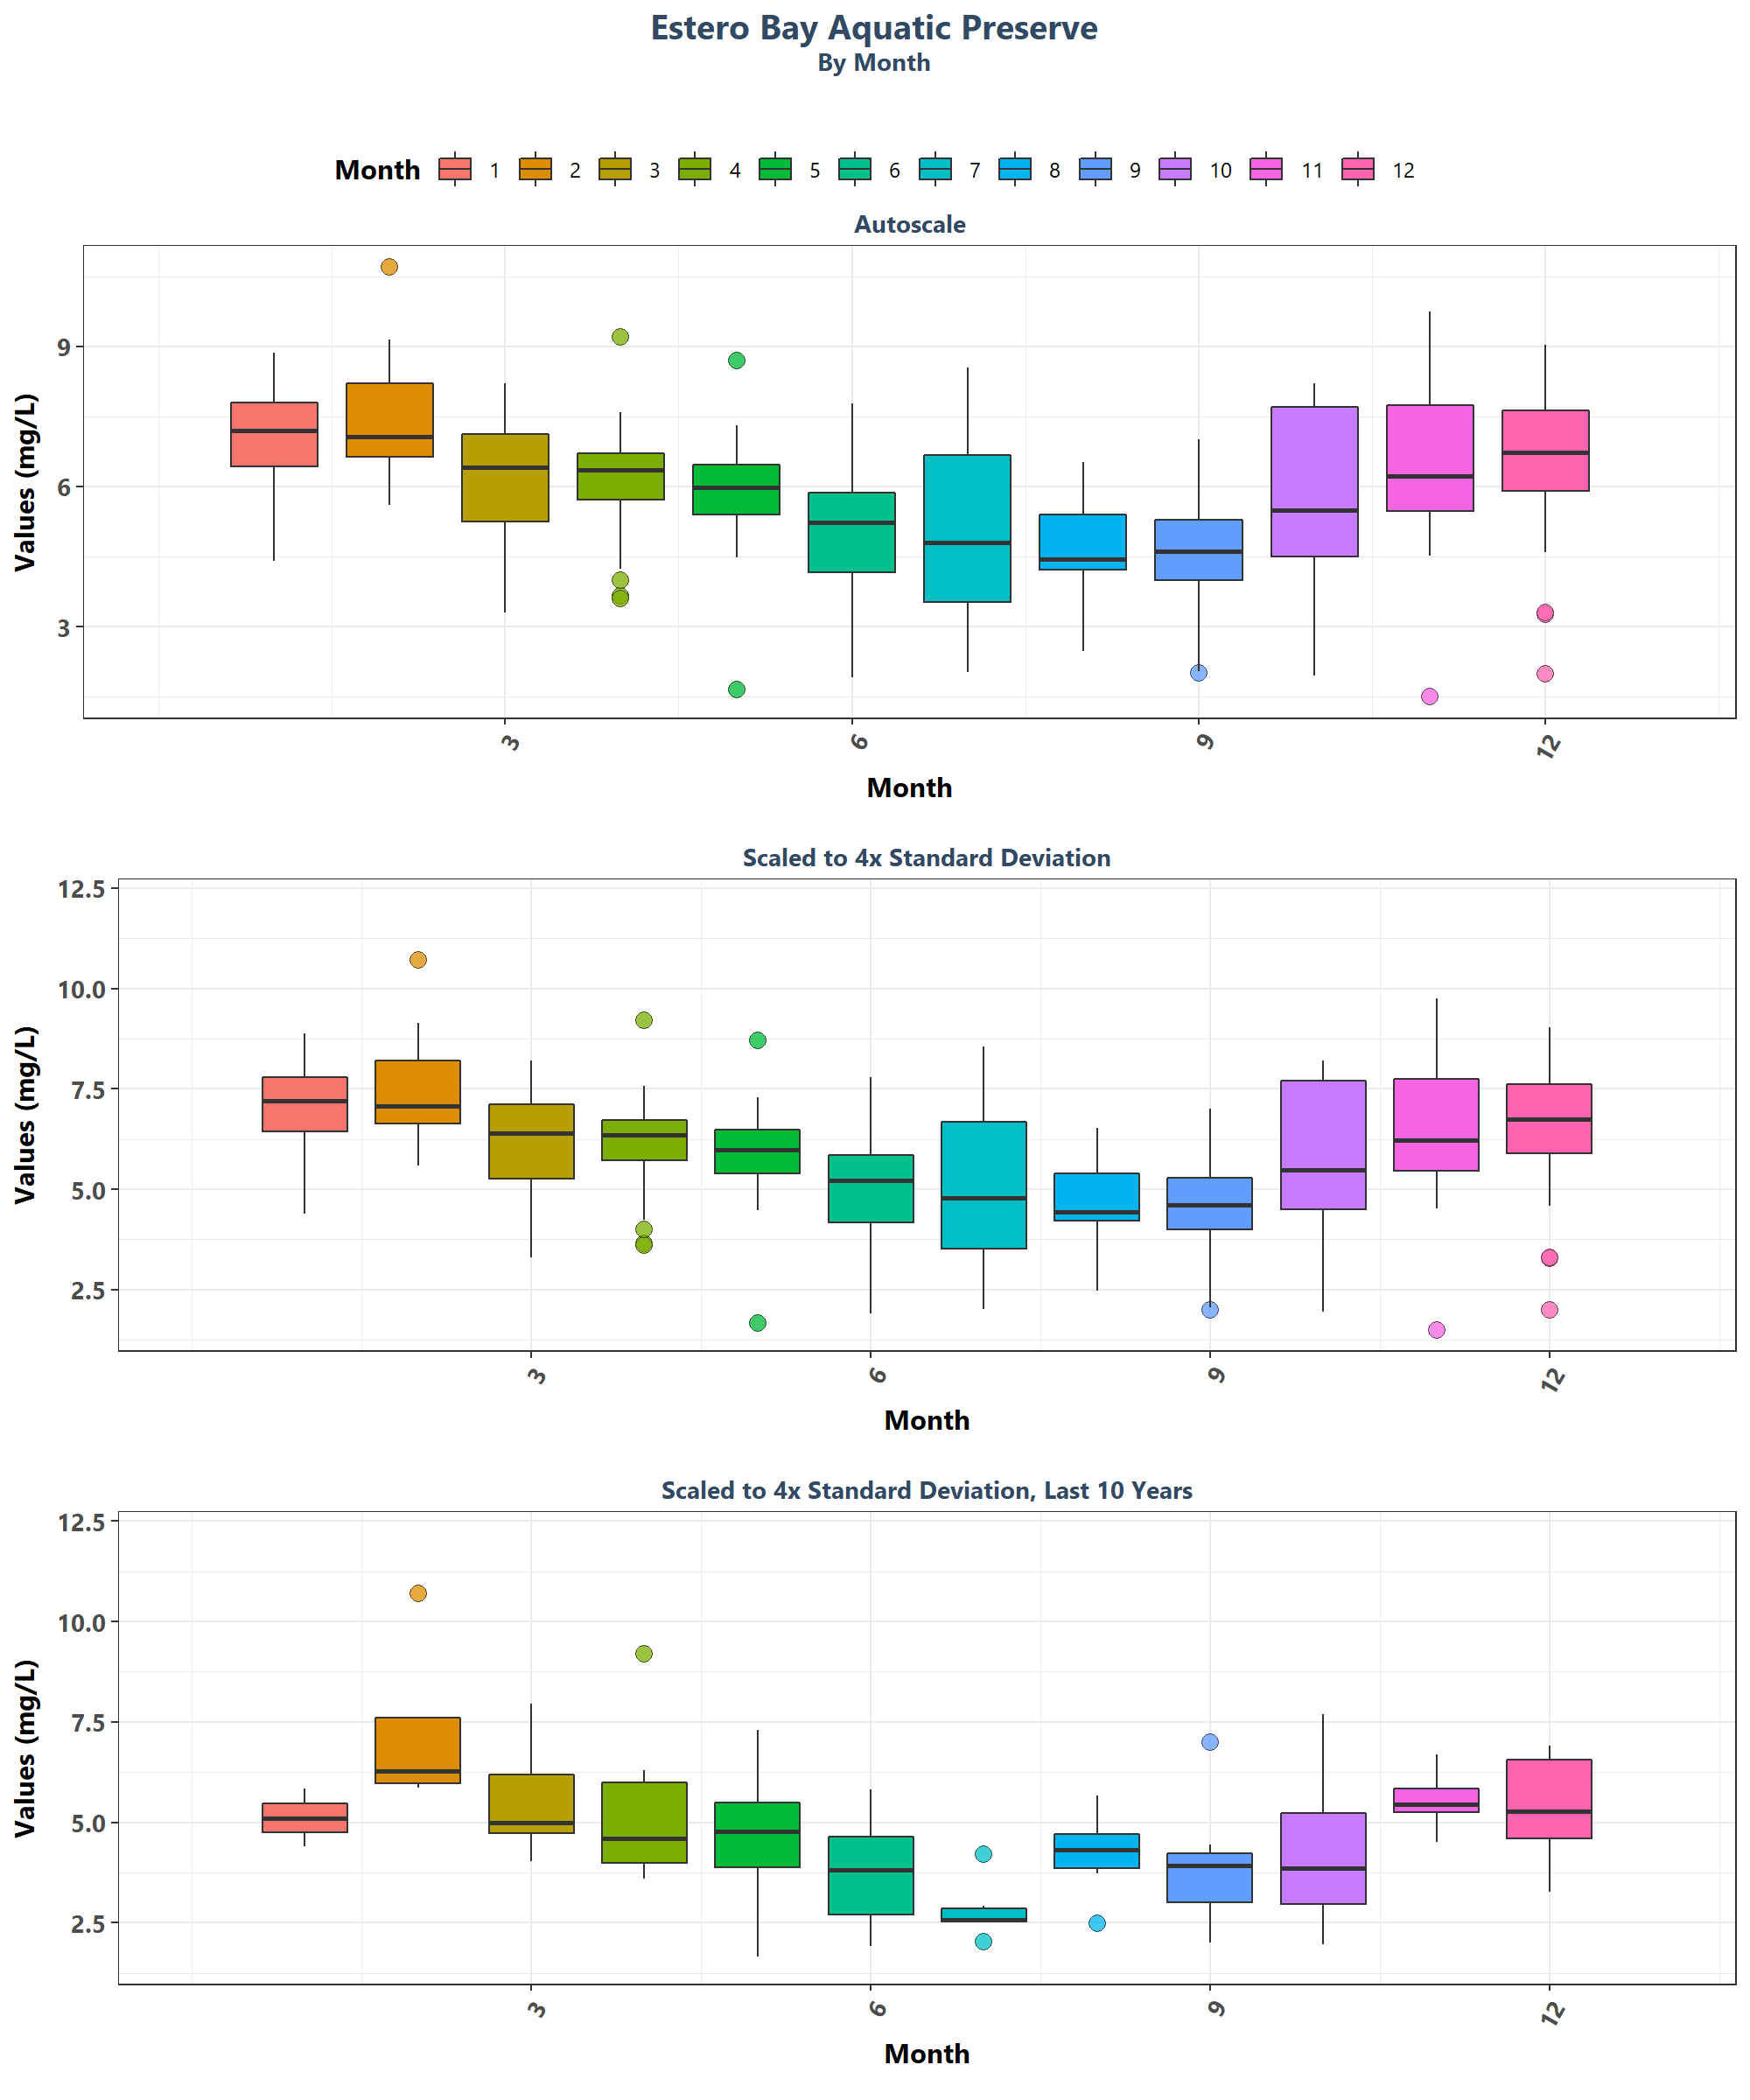 Estero Bay Aquatic Preserve
By Month
Month 1 2 3 4 5 6 7 8 9 10 11 12
Autoscale
Values (mg/L)
9
6
3
3 6 9 12
Month
Scaled to 4x Standard Deviation
Values (mg/L)
12.5
10.0
7.5
5.0
2.5
3 6 9 12
Month
Scaled to 4x Standard Deviation, Last 10 Years
Values (mg/L)
12.5
10.0
7.5
5.0
2.5
3 6 9 12
Month